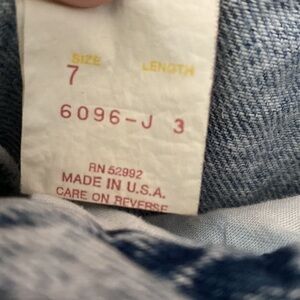 SIZE LENGTH
7
6096-J 3
RN 52992
MADE IN U.S.A.
CARE ON REVERSE